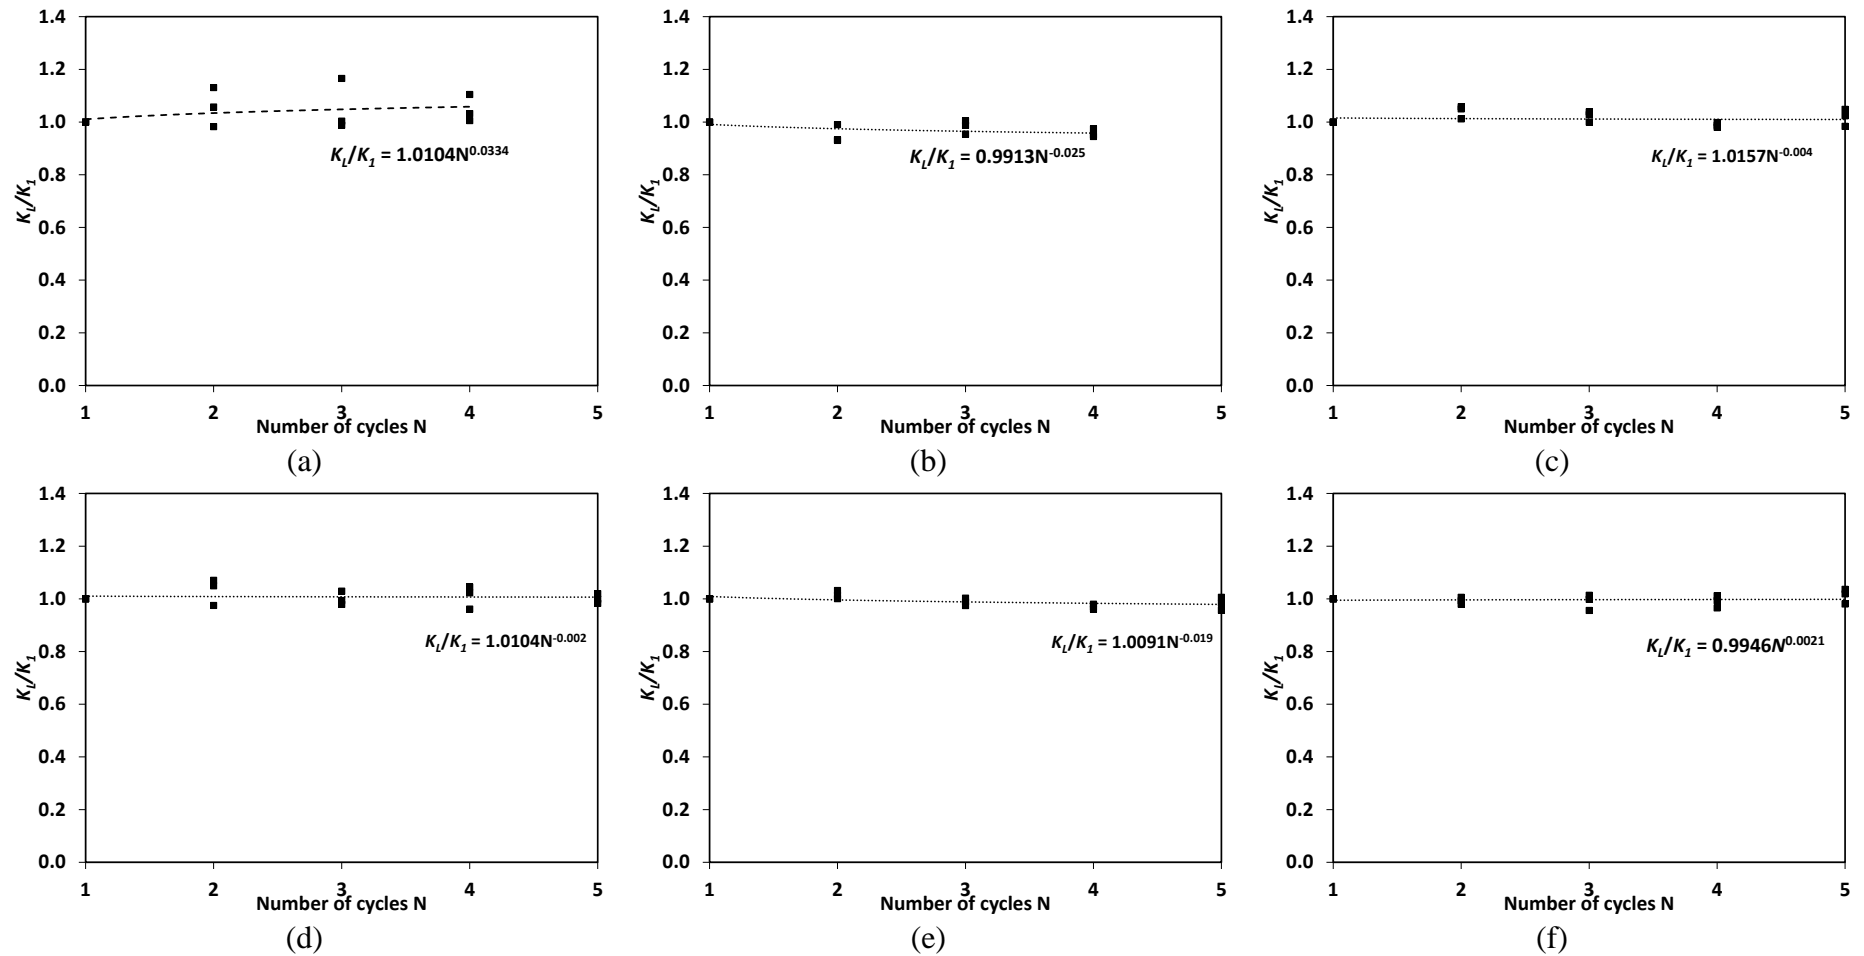 1.4
1.2
1.0
0.8
0.6
0.4
0.2
0.0
K_L/K_1
K_L/K_1 = 1.0104N^0.0334
1 2 3 4 5
Number of cycles N
(a)
1.4
1.2
1.0
0.8
0.6
0.4
0.2
0.0
K_L/K_1
K_L/K_1 = 0.9913N^-0.025
1 2 3 4 5
Number of cycles N
(b)
1.4
1.2
1.0
0.8
0.6
0.4
0.2
0.0
K_L/K_1
K_L/K_1 = 1.0157N^-0.004
1 2 3 4 5
Number of cycles N
(c)
1.4
1.2
1.0
0.8
0.6
0.4
0.2
0.0
K_L/K_1
K_L/K_1 = 1.0104N^-0.002
1 2 3 4 5
Number of cycles N
(d)
1.4
1.2
1.0
0.8
0.6
0.4
0.2
0.0
K_L/K_1
K_L/K_1 = 1.0091N^-0.019
1 2 3 4 5
Number of cycles N
(e)
1.4
1.2
1.0
0.8
0.6
0.4
0.2
0.0
K_L/K_1
K_L/K_1 = 0.9946N^0.0021
1 2 3 4 5
Number of cycles N
(f)